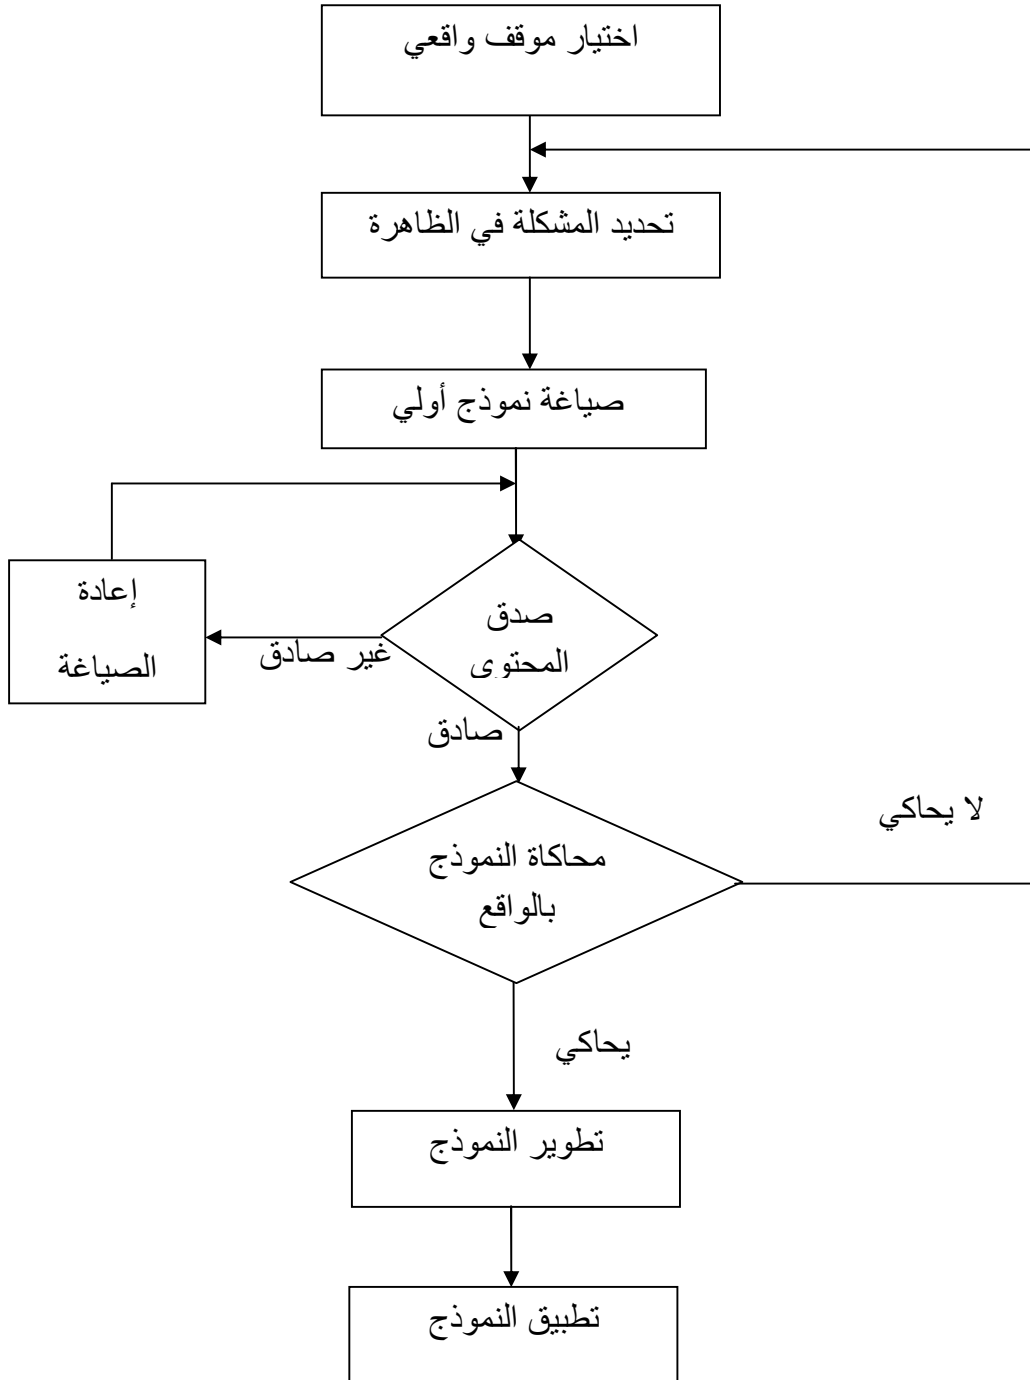 اختيار موقف واقعي
تحديد المشكلة في الظاهرة
صياغة نموذج أولي
صدق
المحتوى
غير صادق
إعادة
الصياغة
صادق
محاكاة النموذج
بالواقع
لا يحاكي
يحاكي
تطوير النموذج
تطبيق النموذج